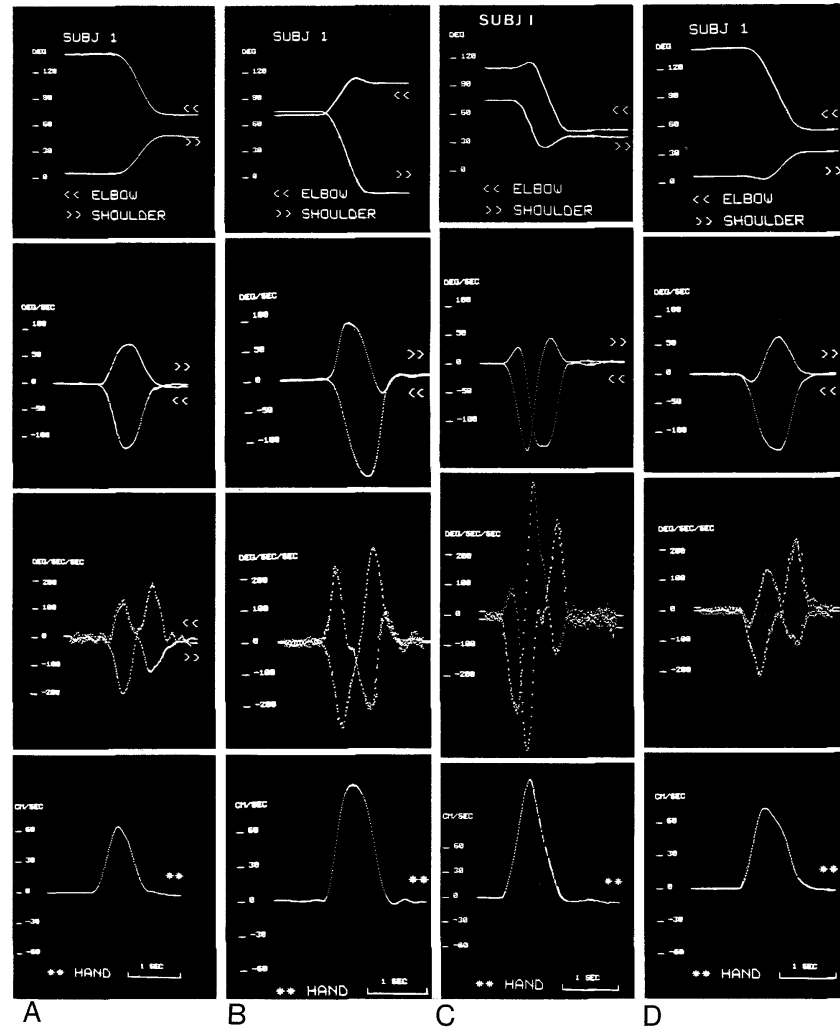 SUBJ 1
DEG
120
90
60
30
0
<<
>>
<< ELBOW
>> SHOULDER
DEG/SEC
100
50
0
-50
-100
>>
<<
DEG/SEC/SEC
200
100
0
-100
-200
<<
>>
CM/SEC
60
30
0
-30
-60
**
** HAND
1 SEC
A
SUBJ 1
DEG
120
90
60
30
0
<<
>>
<< ELBOW
>> SHOULDER
DEG/SEC
100
50
0
-50
-100
>>
<<
DEG/SEC/SEC
200
100
0
-100
-200
CM/SEC
60
30
0
-30
-60
**
** HAND
1 SEC
B
SUBJ 1
DEG
120
90
60
30
0
<<
>>
<< ELBOW
>> SHOULDER
DEG/SEC
100
50
0
-50
-100
>>
<<
DEG/SEC/SEC
200
100
0
-100
-200
CM/SEC
60
30
0
-30
-60
**
** HAND
1 SEC
C
SUBJ 1
DEG
120
90
60
30
0
<<
>>
<< ELBOW
>> SHOULDER
DEG/SEC
100
50
0
-50
-100
>>
<<
DEG/SEC/SEC
200
100
0
-100
-200
CM/SEC
60
30
0
-30
-60
**
** HAND
1 SEC
D